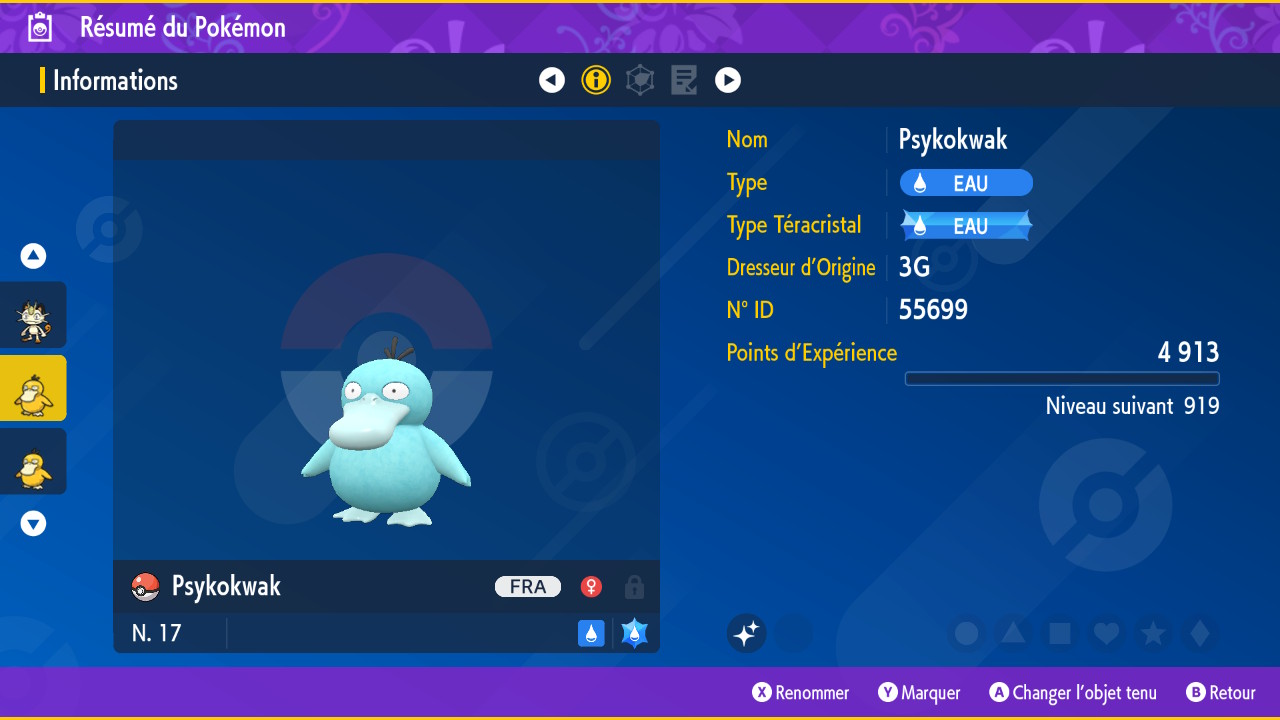 Résumé du Pokémon
Informations
Nom Psykokwak
Type EAU
Type Téracristal EAU
Dresseur d'Origine 3G
N° ID 55699
Points d'Expérience 4 913
Niveau suivant 919
Psykokwak FRA
N. 17
X Renommer Y Marquer A Changer l'objet tenu B Retour